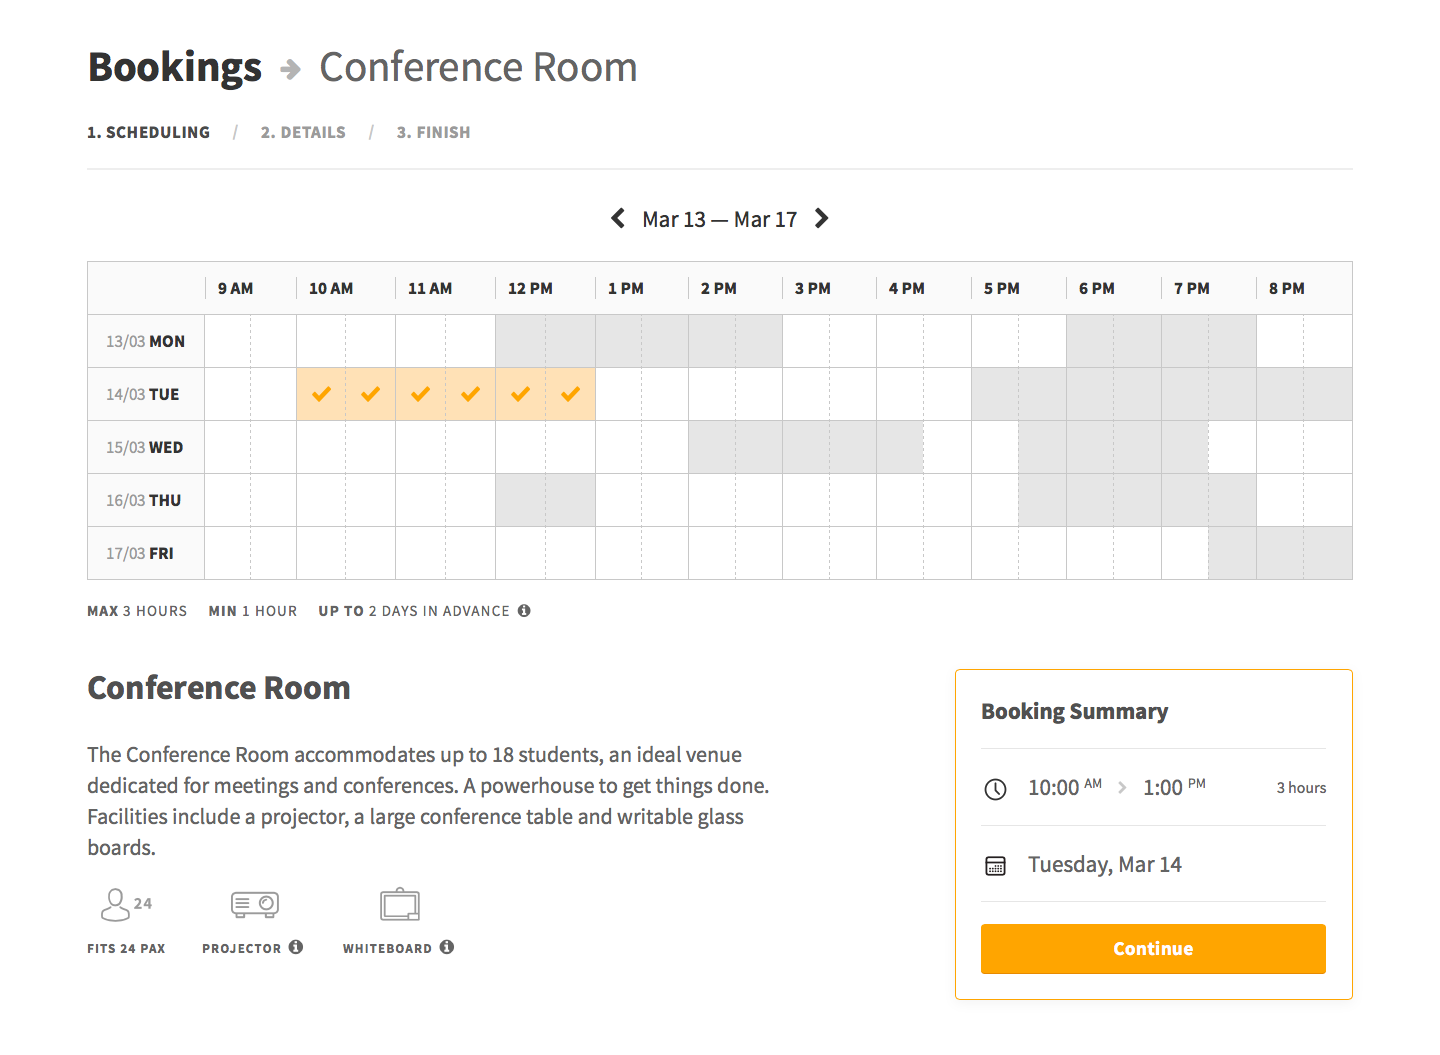 Bookings Conference Room
1. SCHEDULING / 2. DETAILS / 3. FINISH
Mar 13 — Mar 17
9 AM 10 AM 11 AM 12 PM 1 PM 2 PM 3 PM 4 PM 5 PM 6 PM 7 PM 8 PM
13/03 MON
14/03 TUE
15/03 WED
16/03 THU
17/03 FRI
MAX 3 HOURS MIN 1 HOUR UP TO 2 DAYS IN ADVANCE
Conference Room
The Conference Room accommodates up to 18 students, an ideal venue
dedicated for meetings and conferences. A powerhouse to get things done.
Facilities include a projector, a large conference table and writable glass
boards.
24
FITS 24 PAX PROJECTOR WHITEBOARD
Booking Summary
10:00 AM 1:00 PM 3 hours
Tuesday, Mar 14
Continue